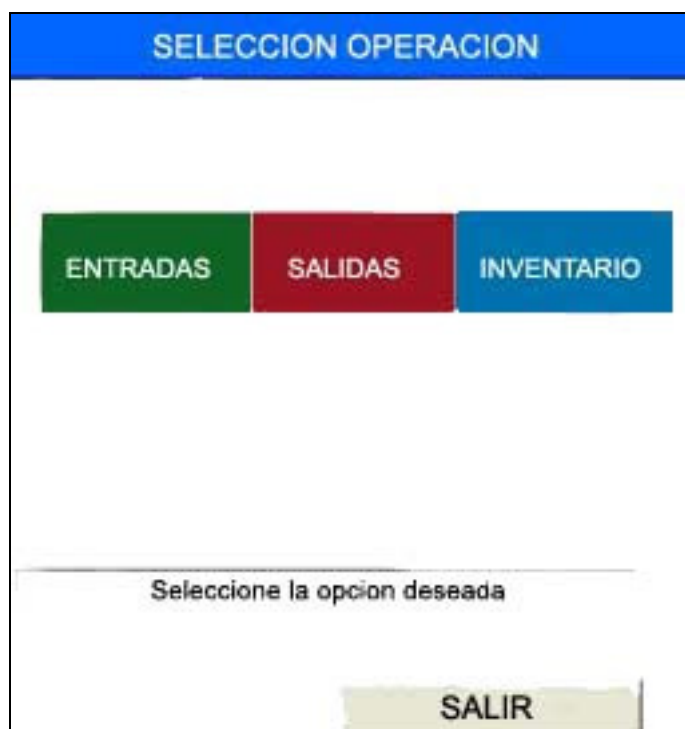 SELECCION OPERACION
ENTRADAS SALIDAS INVENTARIO
Seleccione la opcion deseada
SALIR